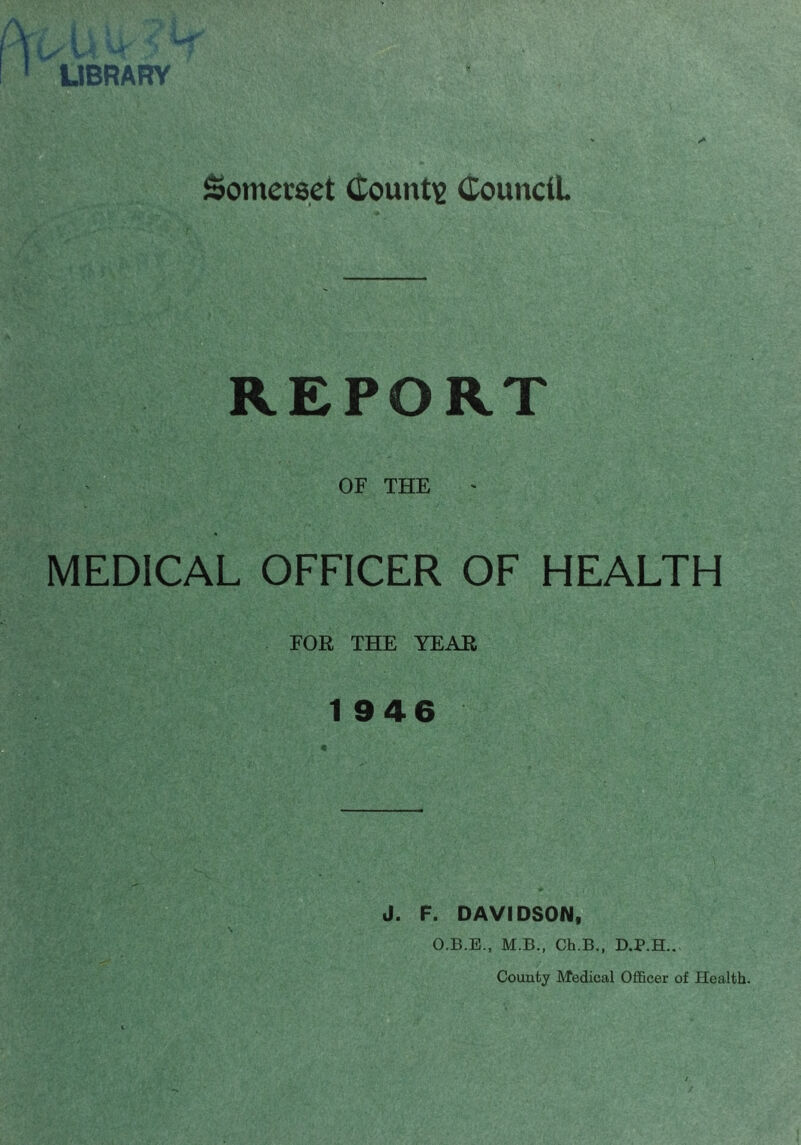 Ac4434
LIBRARY
Somerset County Council.
REPORT
OF THE
MEDICAL OFFICER OF HEALTH
FOR THE YEAR
1946
J. F. DAVIDSON,
O.B.E., M.B., Ch.B., D.P.H..
County Medical Officer of Health.